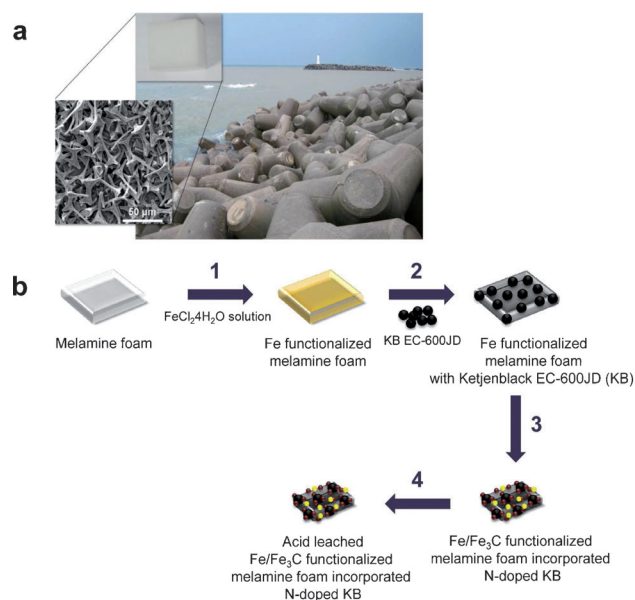 a
50 μm
b
1
FeCl₂4H₂O solution
2
KB EC-600JD
Melamine foam
Fe functionalized
melamine foam
Fe functionalized
melamine foam
with Ketjenblack EC-600JD (KB)
3
4
Acid leached
Fe/Fe₃C functionalized
melamine foam incorporated
N-doped KB
Fe/Fe₃C functionalized
melamine foam incorporated
N-doped KB